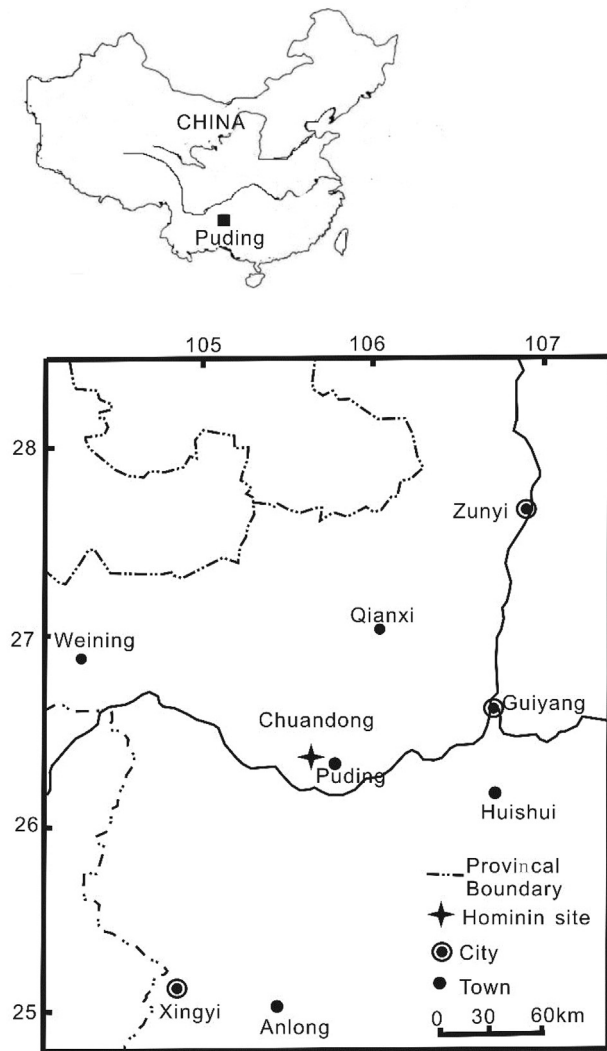 CHINA
Puding
105 106 107
28
Zunyi
Qianxi
27
Weining
Guiyang
Chuandong
Puding
Huishui
26
Provincal
Boundary
Hominin site
City
Town
25
Xingyi
Anlong
0 30 60km